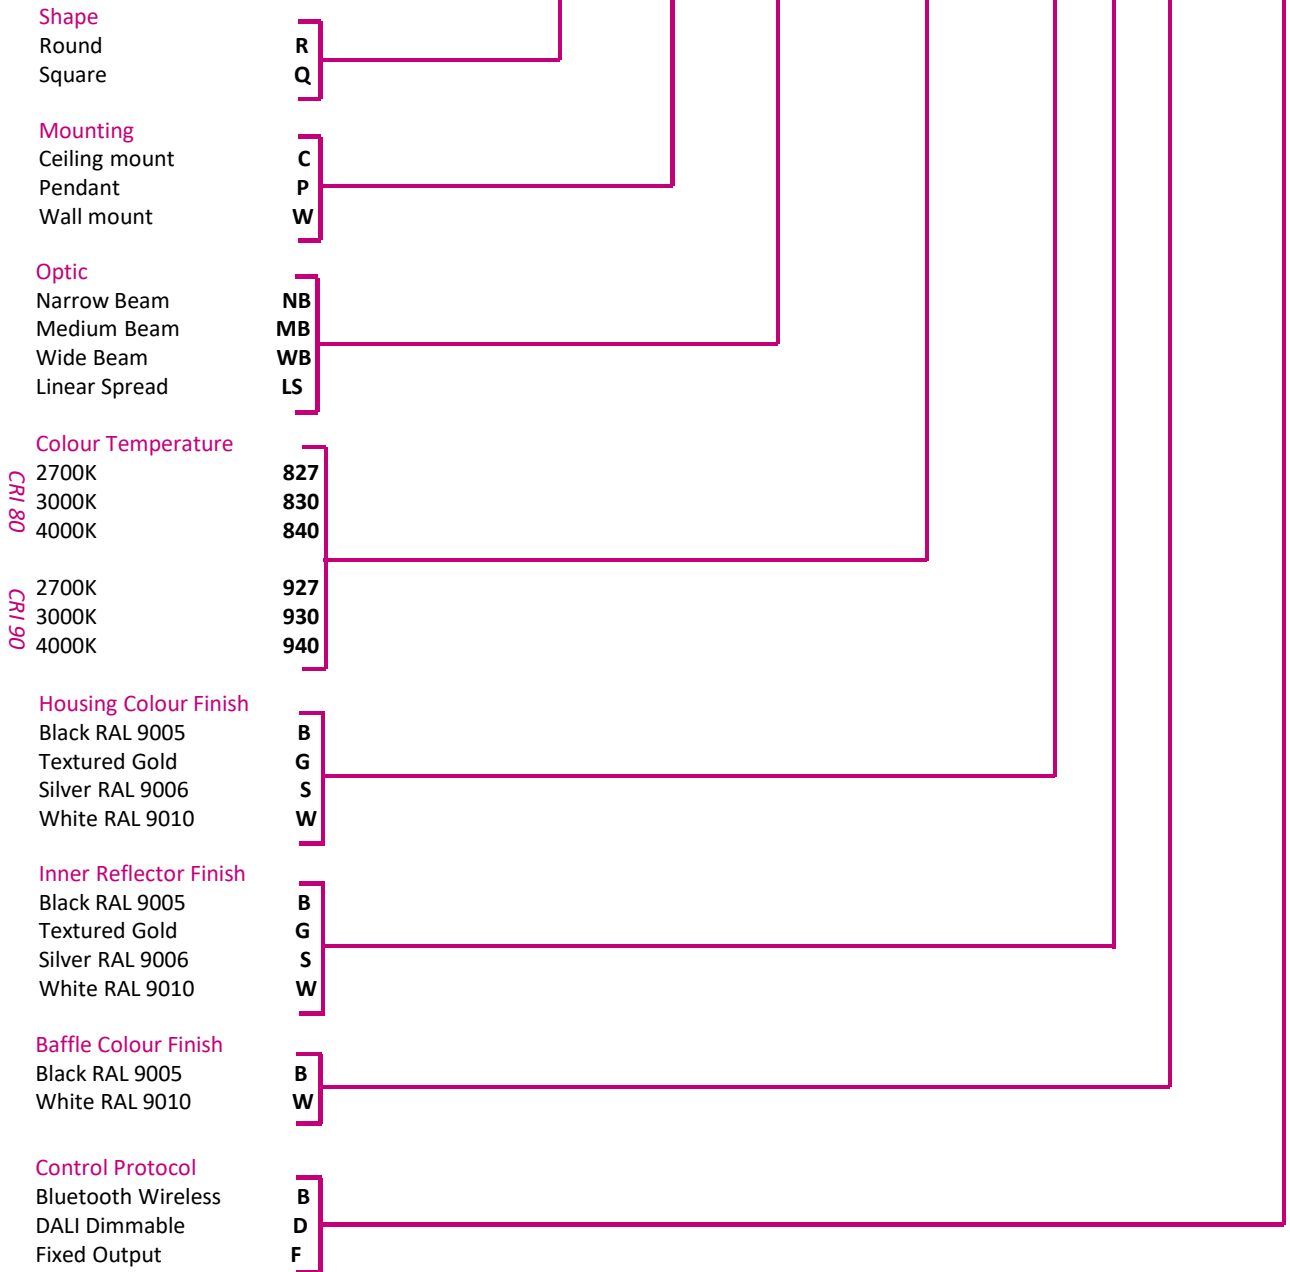 Shape
Round R
Square Q
Mounting
Ceiling mount C
Pendant P
Wall mount W
Optic
Narrow Beam NB
Medium Beam MB
Wide Beam WB
Linear Spread LS
Colour Temperature
CRI 80
2700K 827
3000K 830
4000K 840
CRI 90
2700K 927
3000K 930
4000K 940
Housing Colour Finish
Black RAL 9005 B
Textured Gold G
Silver RAL 9006 S
White RAL 9010 W
Inner Reflector Finish
Black RAL 9005 B
Textured Gold G
Silver RAL 9006 S
White RAL 9010 W
Baffle Colour Finish
Black RAL 9005 B
White RAL 9010 W
Control Protocol
Bluetooth Wireless B
DALI Dimmable D
Fixed Output F